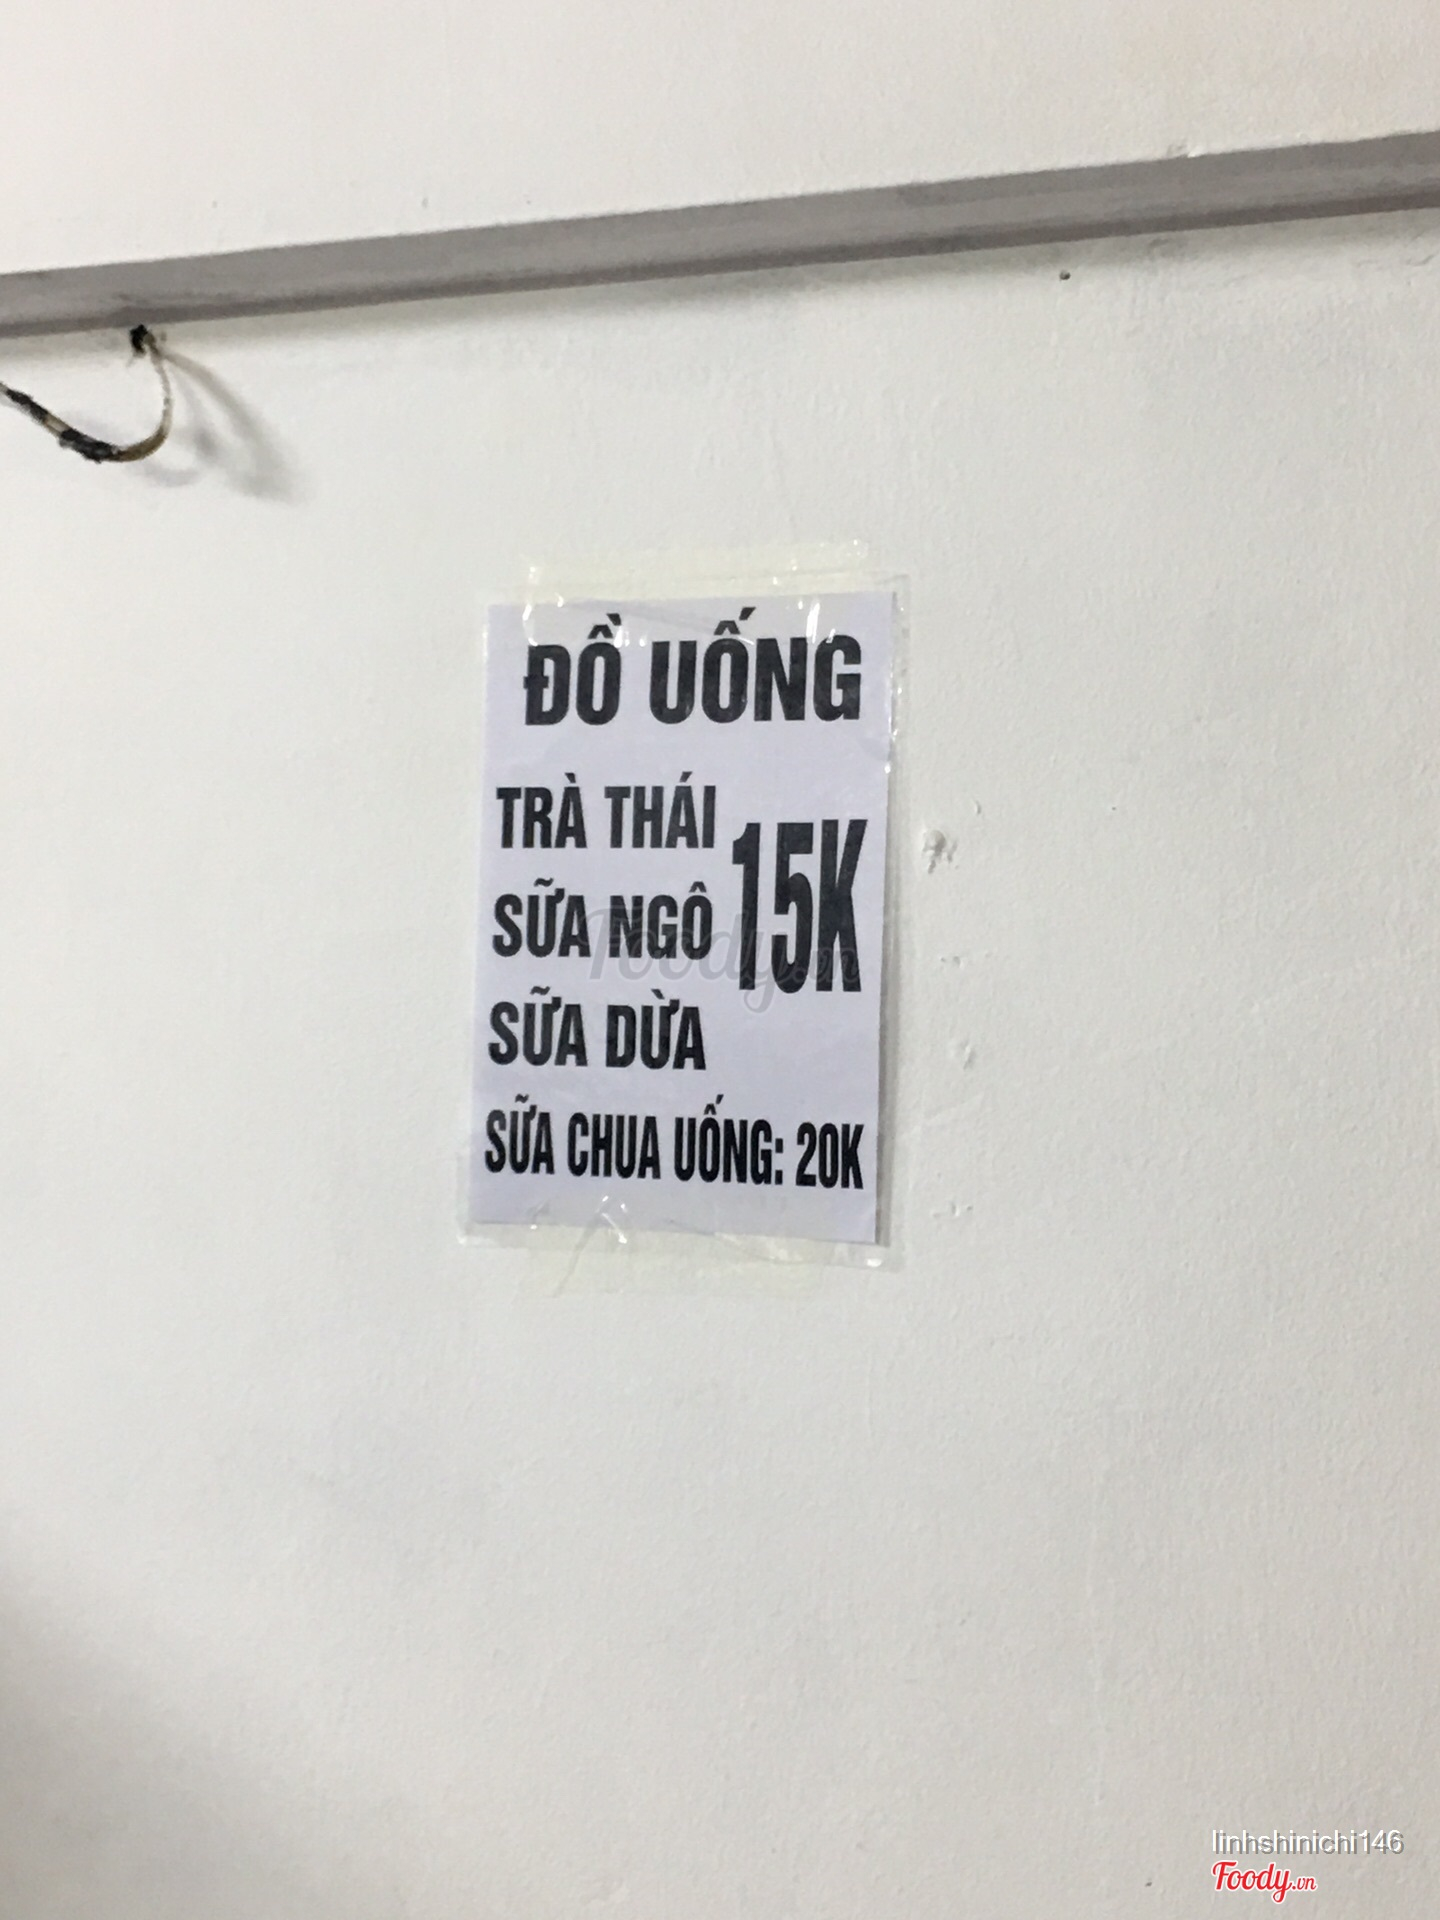 ĐỒ UỐNG
TRÀ THÁI
SỮA NGÔ
SỮA DỪA
15K
SỮA CHUA UỐNG: 20K
Foody.vn
linhshinichi146
Foody.vn